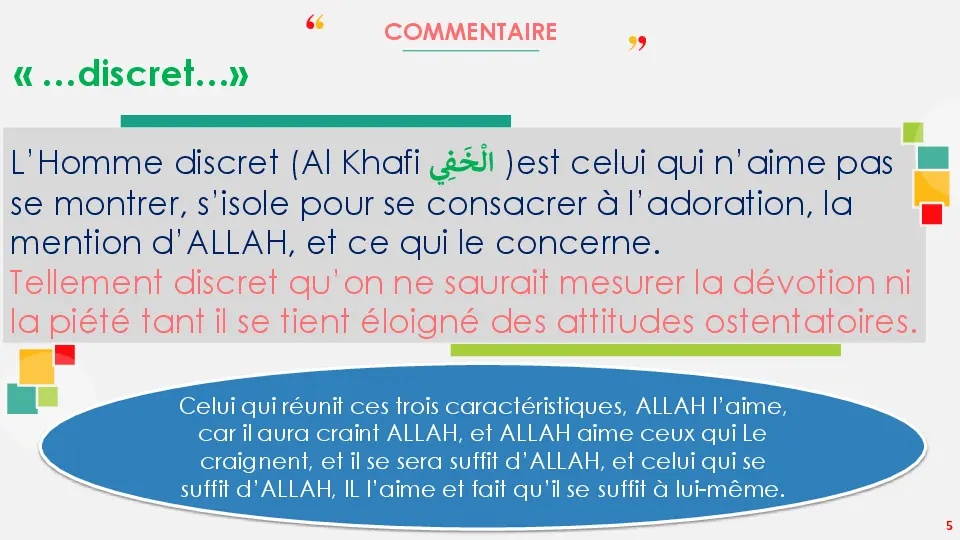 “ COMMENTAIRE ”
« …discret…»
L’Homme discret (Al Khafi الْخَفِي )est celui qui n’aime pas
se montrer, s’isole pour se consacrer à l’adoration, la
mention d’ALLAH, et ce qui le concerne.
Tellement discret qu’on ne saurait mesurer la dévotion ni
la piété tant il se tient éloigné des attitudes ostentatoires.
Celui qui réunit ces trois caractéristiques, ALLAH l’aime,
car il aura craint ALLAH, et ALLAH aime ceux qui Le
craignent, et il se sera suffit d’ALLAH, et celui qui se
suffit d’ALLAH, IL l’aime et fait qu’il se suffit à lui-même.
5